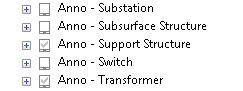 Anno - Substation
Anno - Subsurface Structure
Anno - Support Structure
Anno - Switch
Anno - Transformer